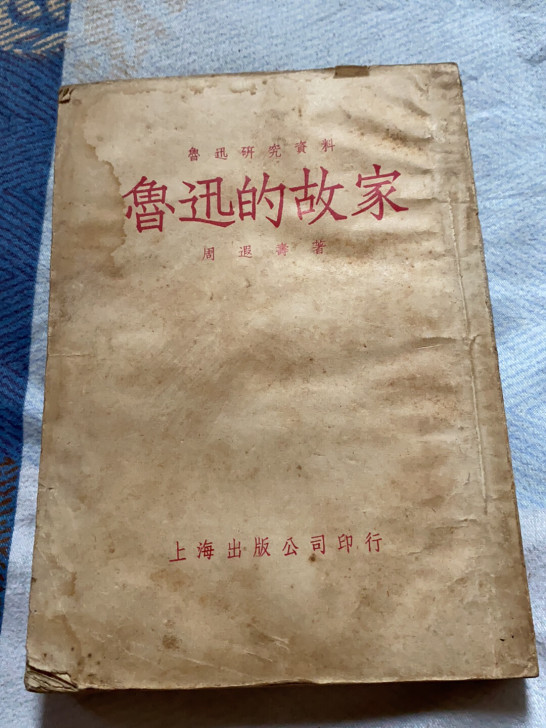 魯迅研究資料
魯迅的故家
周遐壽著
上海出版公司印行